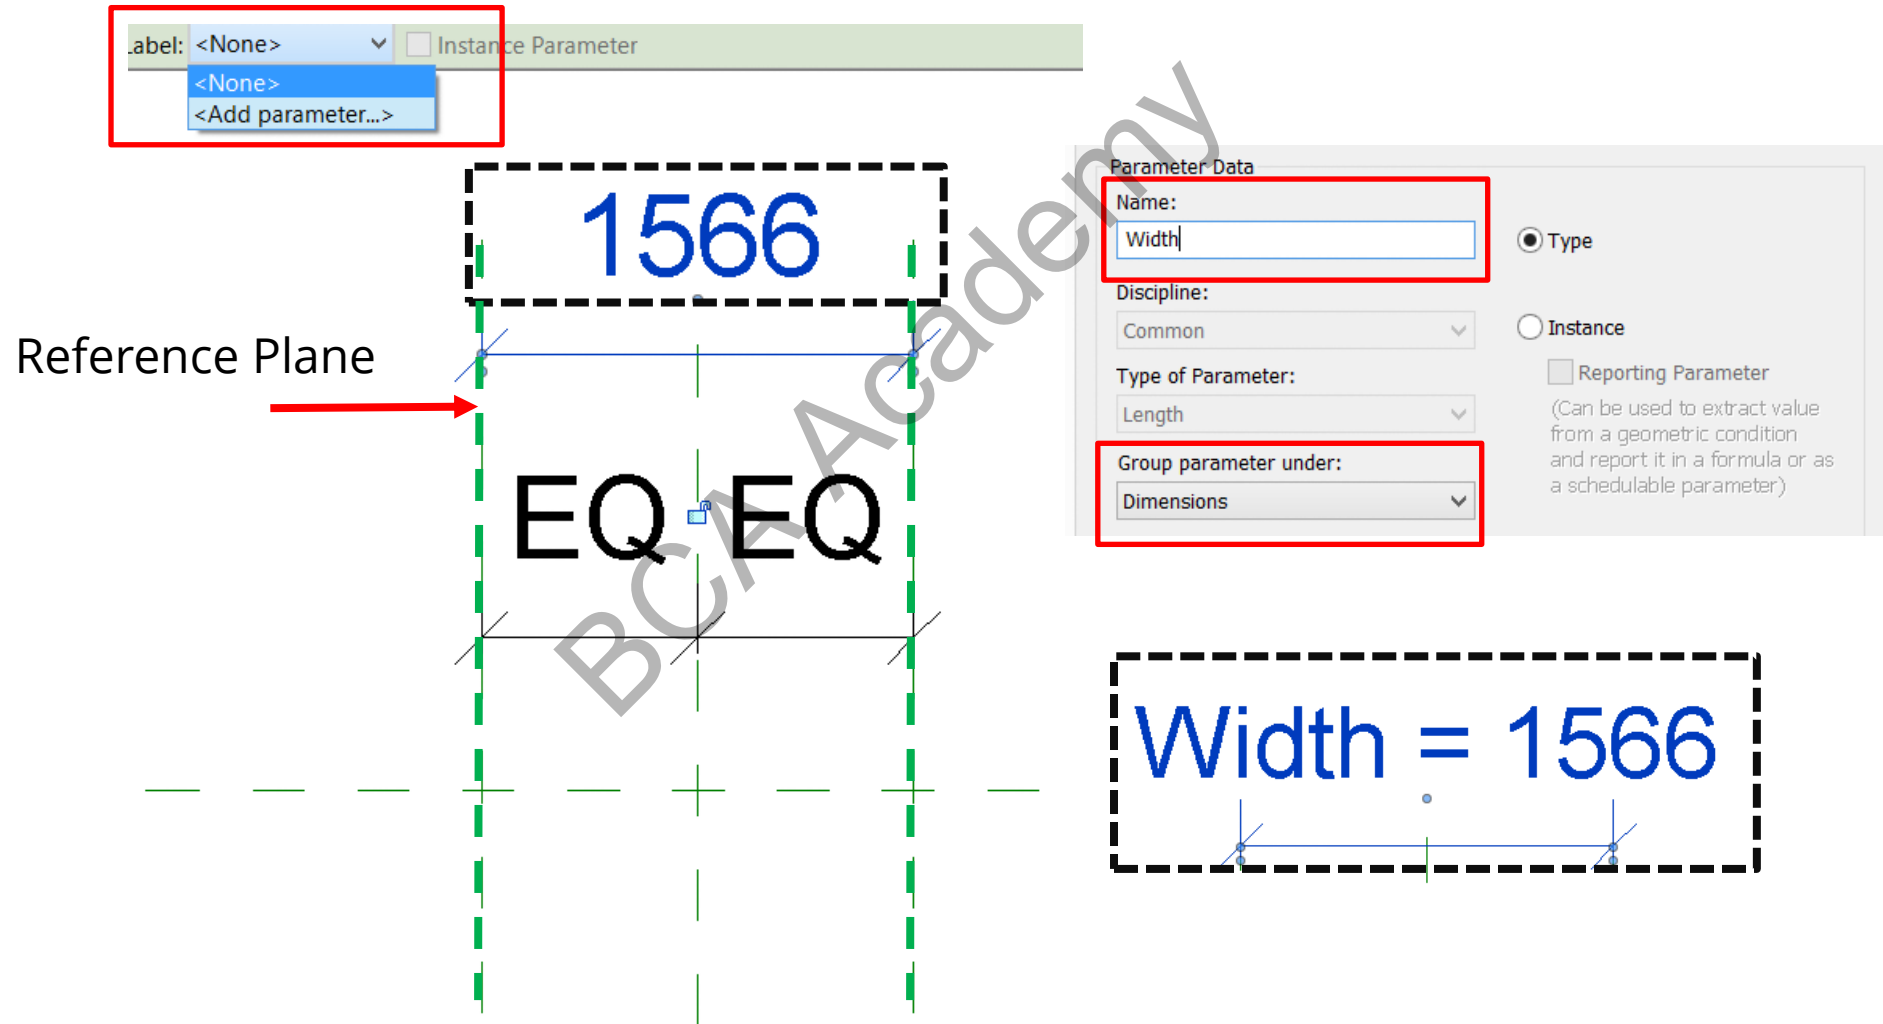 Label: <None> Instance Parameter
<None>
<Add parameter...>
1566
Reference Plane
EQ EQ
Parameter Data
Name:
Width
Type
Discipline:
Common
Instance
Type of Parameter:
Reporting Parameter
Length
(Can be used to extract value
from a geometric condition
and report it in a formula or as
a schedulable parameter)
Group parameter under:
Dimensions
Width = 1566
BCA Academy